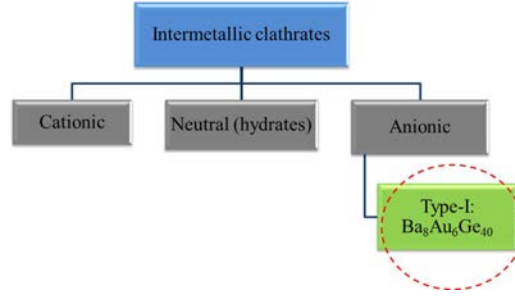 Intermetallic clathrates
Cationic
Neutral (hydrates)
Anionic
Type-I:
Ba₈Au₆Ge₄₀